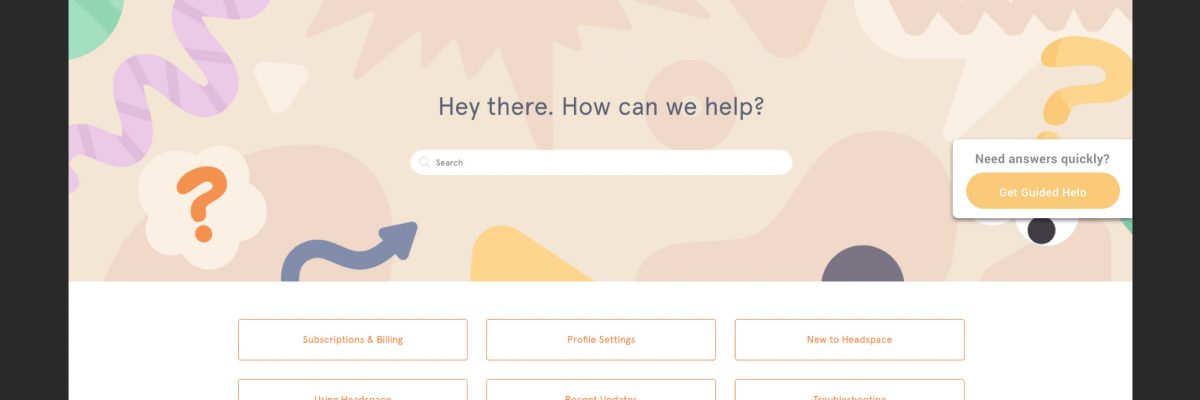 Hey there. How can we help?
Search
Need answers quickly?
Get Guided Help
Subscriptions & Billing
Profile Settings
New to Headspace
Using Headspace
Recent Updates
Troubleshooting